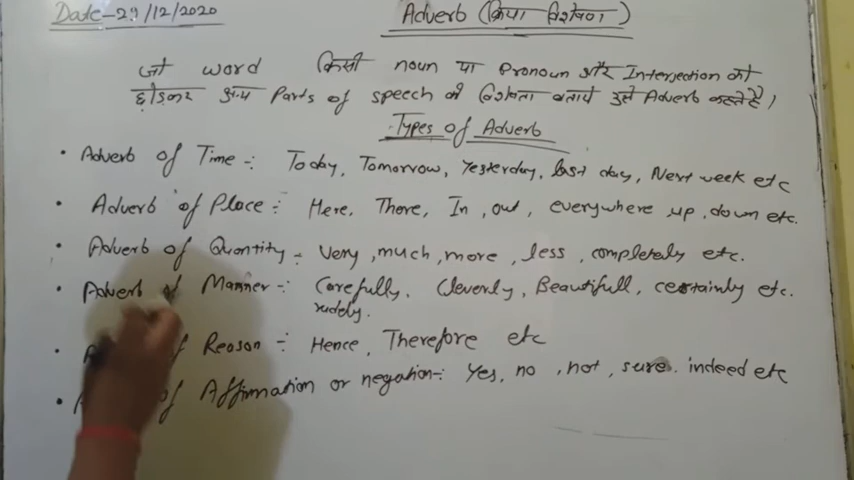 Date-29/12/2020
Adverb (क्रिया विशेषण)
जो word किसी noun या Pronoun और Interjection को
छोड़कर अन्य Parts of speech की विशेषता बताये उसे Adverb कहते है।
Types of Adverb
• Adverb of Time -: Today, Tomorrow, Yesterday, last day, Next week etc
• Adverb of Place :- Here, There, In, out, everywhere, up, down etc.
• Adverb of Quantity - Very, much, more, less, completely etc.
• Adverb of Manner -: Carefully, Cleverly, Beautifull, certainly etc.
rudely.
of Reason -: Hence, Therefore etc
• of Affirmation or negation-: Yes, no, not, sure. indeed etc